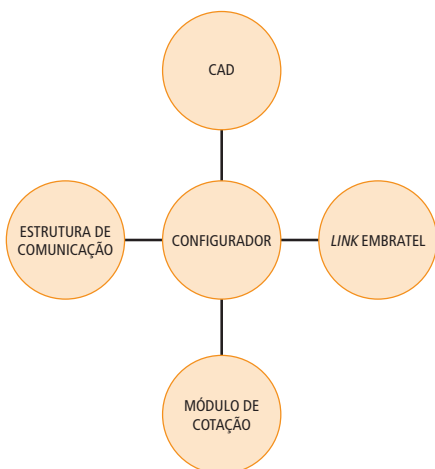 CAD
ESTRUTURA DE
COMUNICAÇÃO
CONFIGURADOR
LINK EMBRATEL
MÓDULO DE
COTAÇÃO